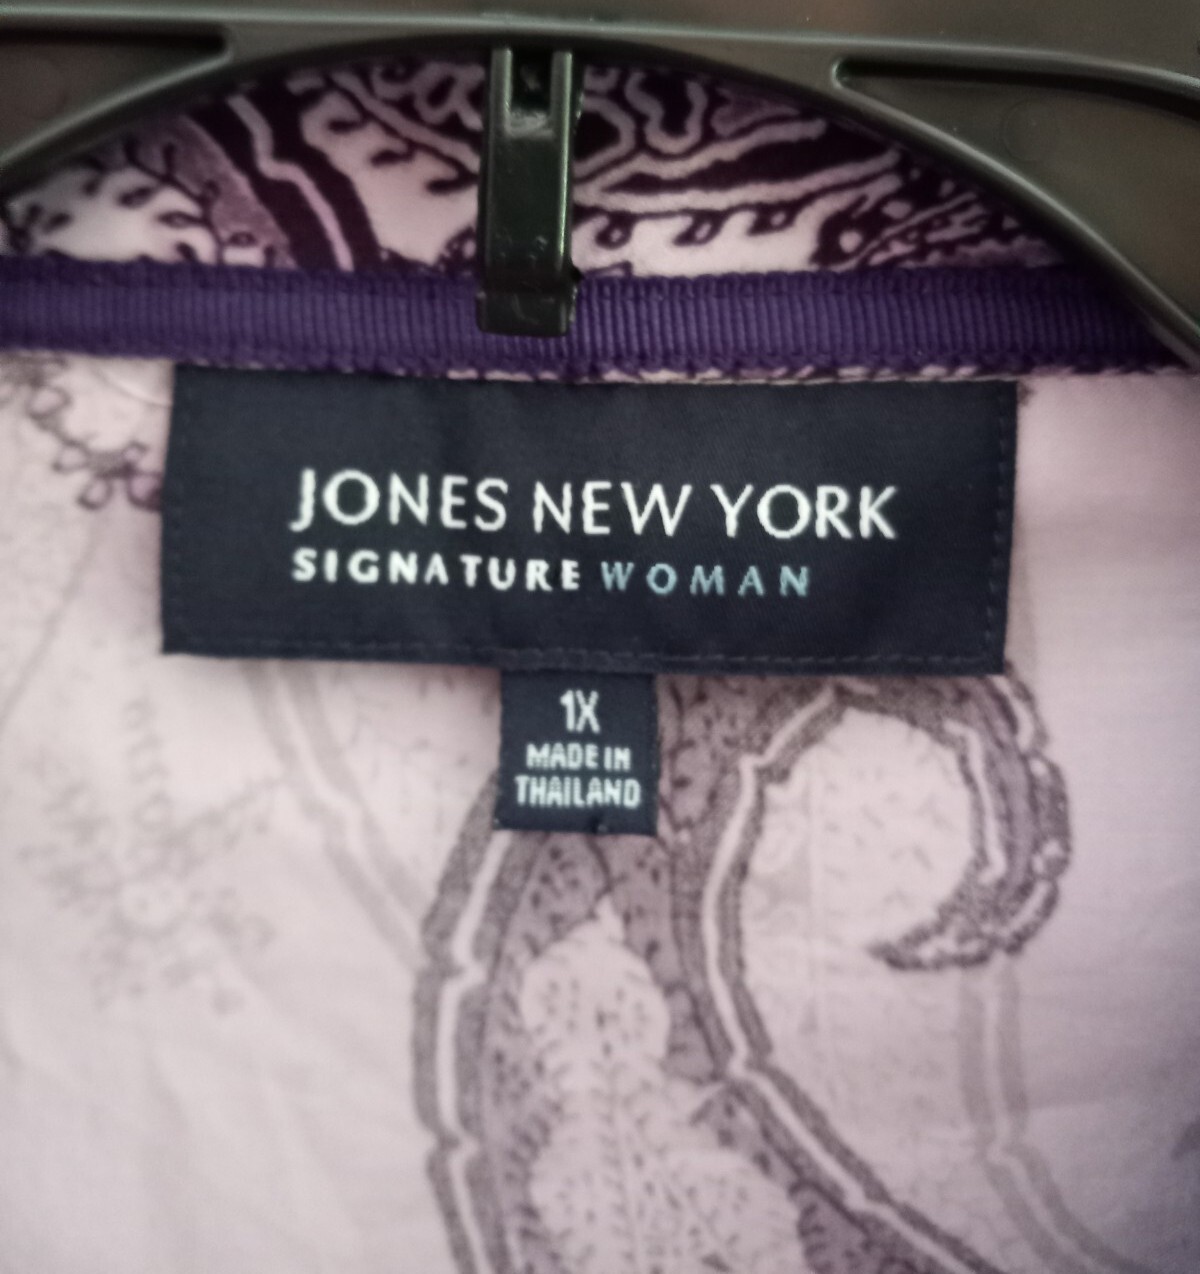 JONES NEW YORK
SIGNATURE WOMAN
1X
MADE IN
THAILAND